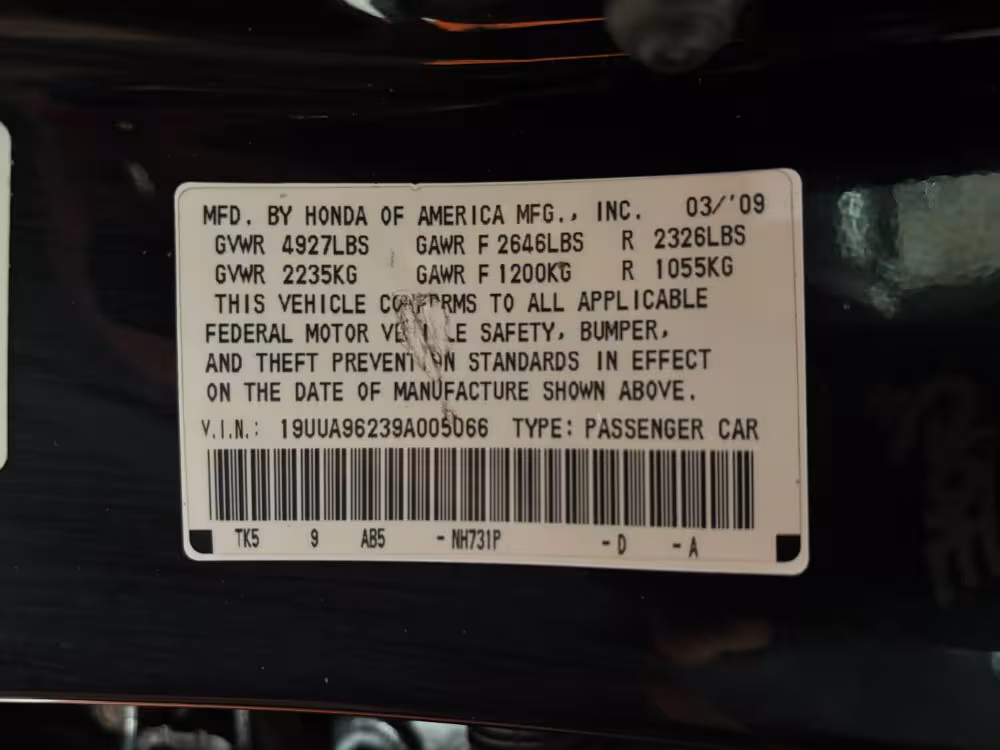 MFD. BY HONDA OF AMERICA MFG., INC. 03/'09
GVWR 4927LBS GAWR F 2646LBS R 2326LBS
GVWR 2235KG GAWR F 1200KG R 1055KG
THIS VEHICLE CONFORMS TO ALL APPLICABLE
FEDERAL MOTOR VEHICLE SAFETY, BUMPER,
AND THEFT PREVENTION STANDARDS IN EFFECT
ON THE DATE OF MANUFACTURE SHOWN ABOVE.
V.I.N.: 19UUA96239A005066 TYPE: PASSENGER CAR
TK5 9 AB5 -NH731P -D -A